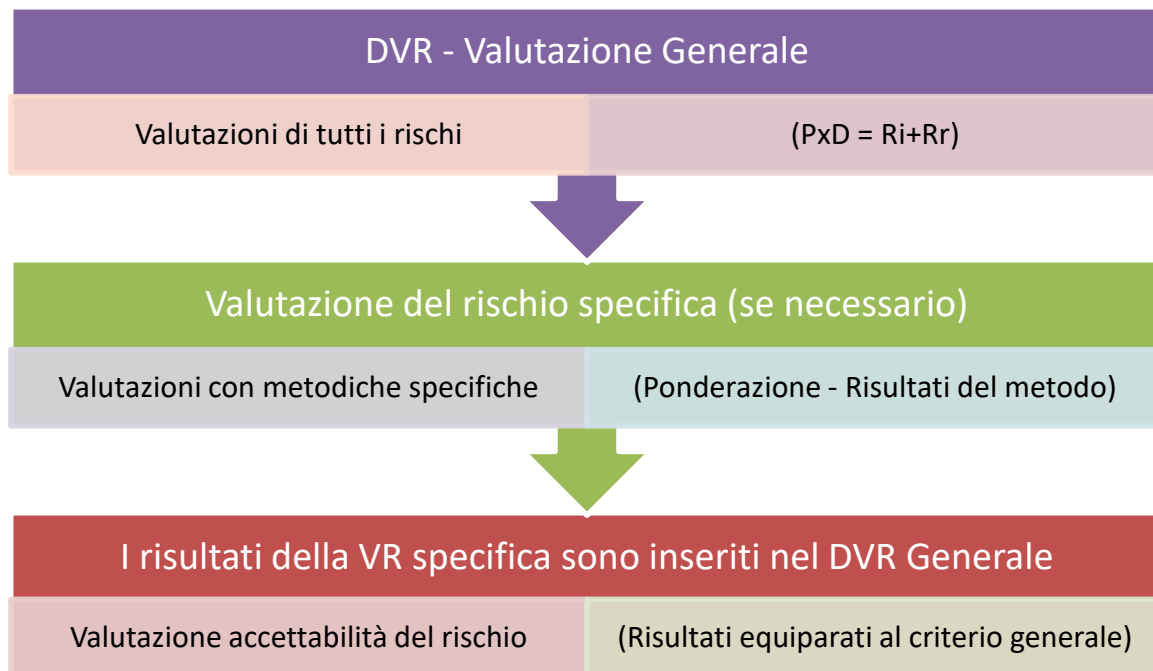 DVR - Valutazione Generale
Valutazioni di tutti i rischi
(PxD = Ri+Rr)
Valutazione del rischio specifica (se necessario)
Valutazioni con metodiche specifiche
(Ponderazione - Risultati del metodo)
I risultati della VR specifica sono inseriti nel DVR Generale
Valutazione accettabilità del rischio
(Risultati equiparati al criterio generale)